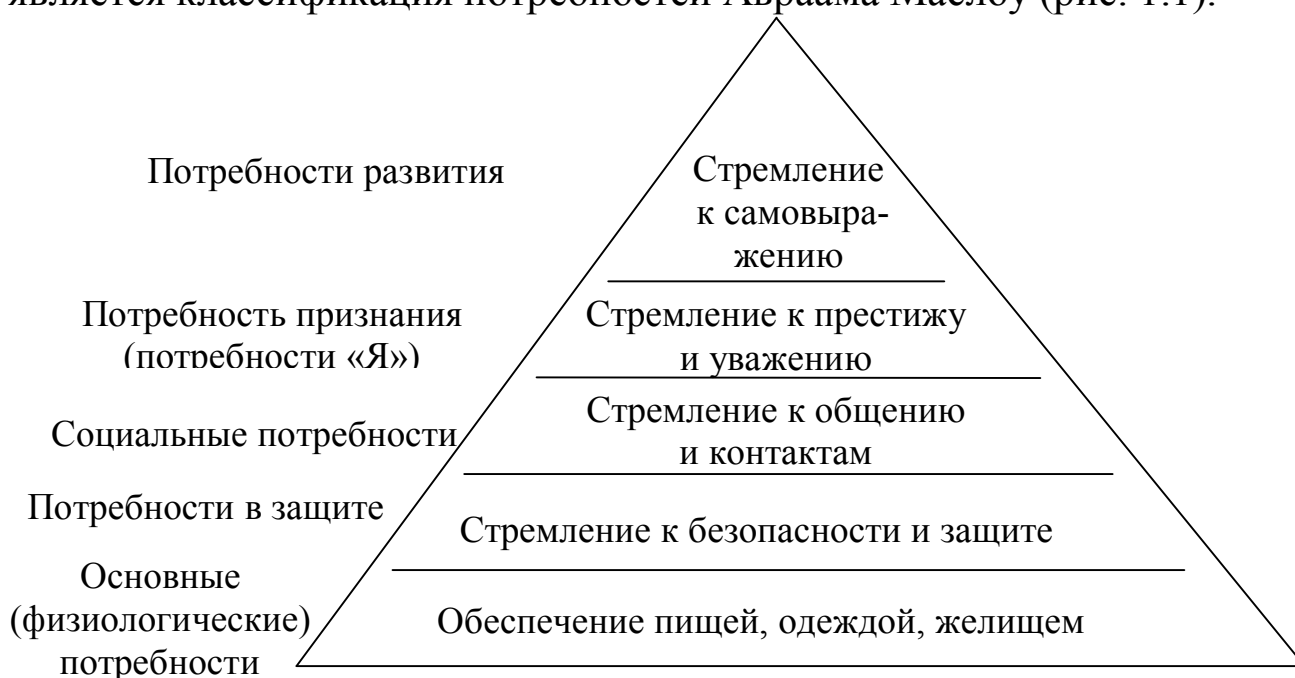 является классификация потребностей Авраама Маслоу (рис. 1.1).
Потребности развития
Стремление
к самовыра-
жению
Потребность признания
(потребности «Я»)
Стремление к престижу
и уважению
Социальные потребности
Стремление к общению
и контактам
Потребности в защите
Стремление к безопасности и защите
Основные
(физиологические)
потребности
Обеспечение пищей, одеждой, желищем